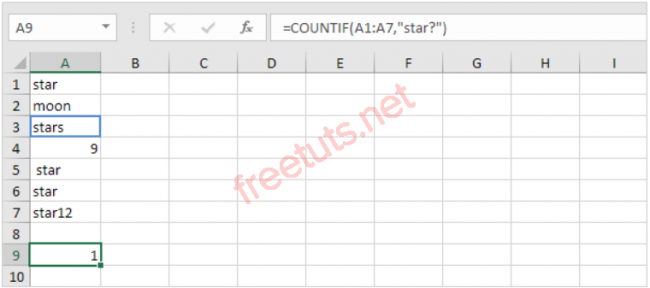 A9 fx =COUNTIF(A1:A7,"star?")
A B C D E F G H I
1 star
2 moon
3 stars
4 9
5 star
6 star
7 star12
8
9 1
10
freetuts.net